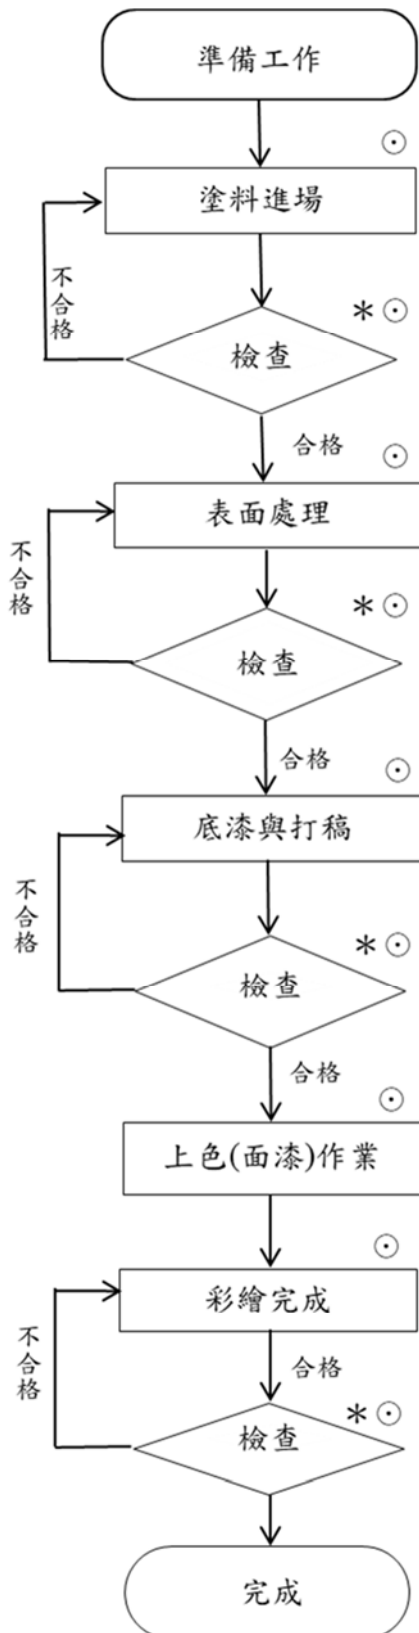 準備工作
⊙
塗料進場
不合格
* ⊙
檢查
合格
⊙
表面處理
不合格
* ⊙
檢查
合格
⊙
底漆與打稿
不合格
* ⊙
檢查
合格
⊙
上色(面漆)作業
⊙
彩繪完成
不合格
合格
* ⊙
檢查
完成